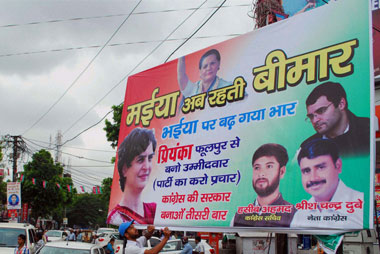 मईया अब रहती बीमार
भईया पर बढ़ गया भार
प्रियंका फूलपुर से
बनो उम्मीदवार
(पार्टी का करो प्रचार)
कांग्रेस की सरकार
बनाओं तीसरी बार
हसीब अहमद
कांग्रेस सचिव
श्रीश चन्द्र दुबे
नेता कांग्रेस